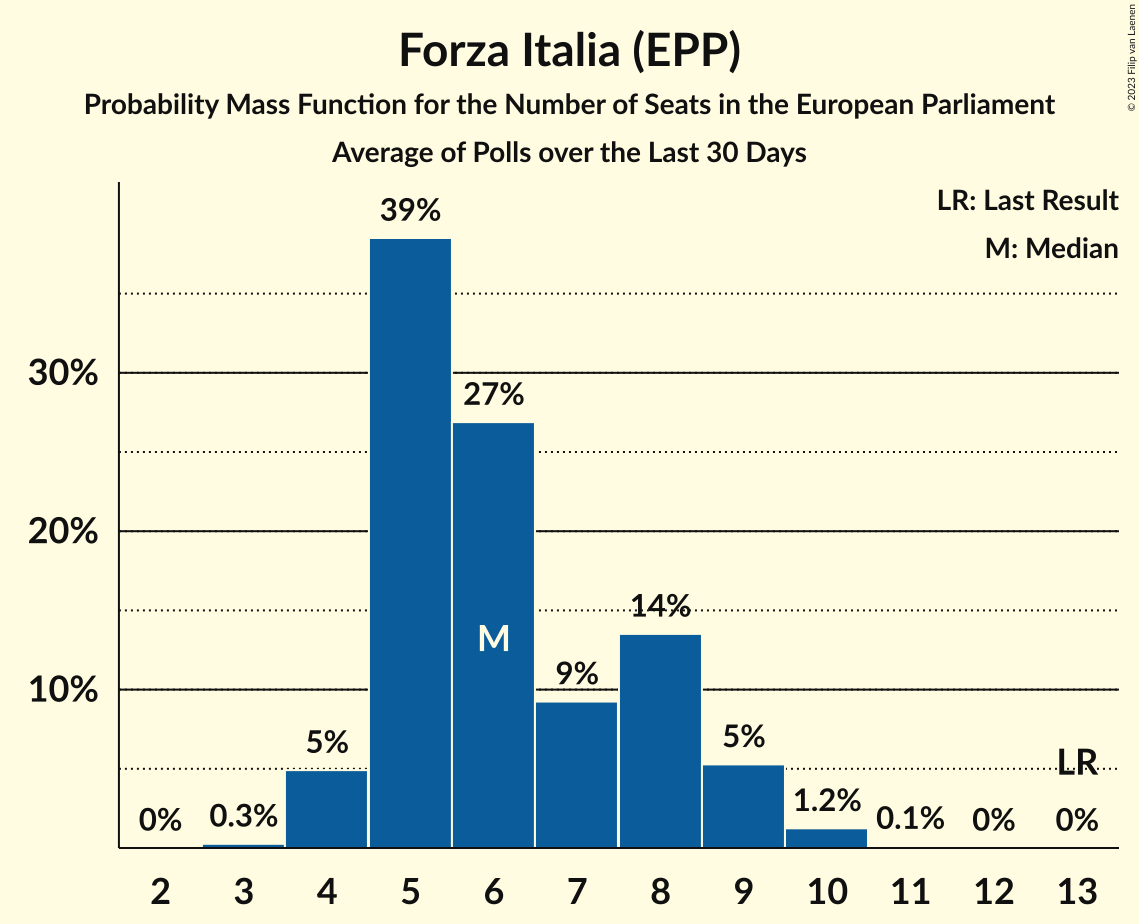 Forza Italia (EPP)
Probability Mass Function for the Number of Seats in the European Parliament
Average of Polls over the Last 30 Days
© 2023 Filip van Laenen
LR: Last Result
M: Median
39%
30%
27%
20%
14%
M
9%
10%
5%
5%
LR
0%
0.3%
1.2%
0.1%
0%
0%
2 3 4 5 6 7 8 9 10 11 12 13